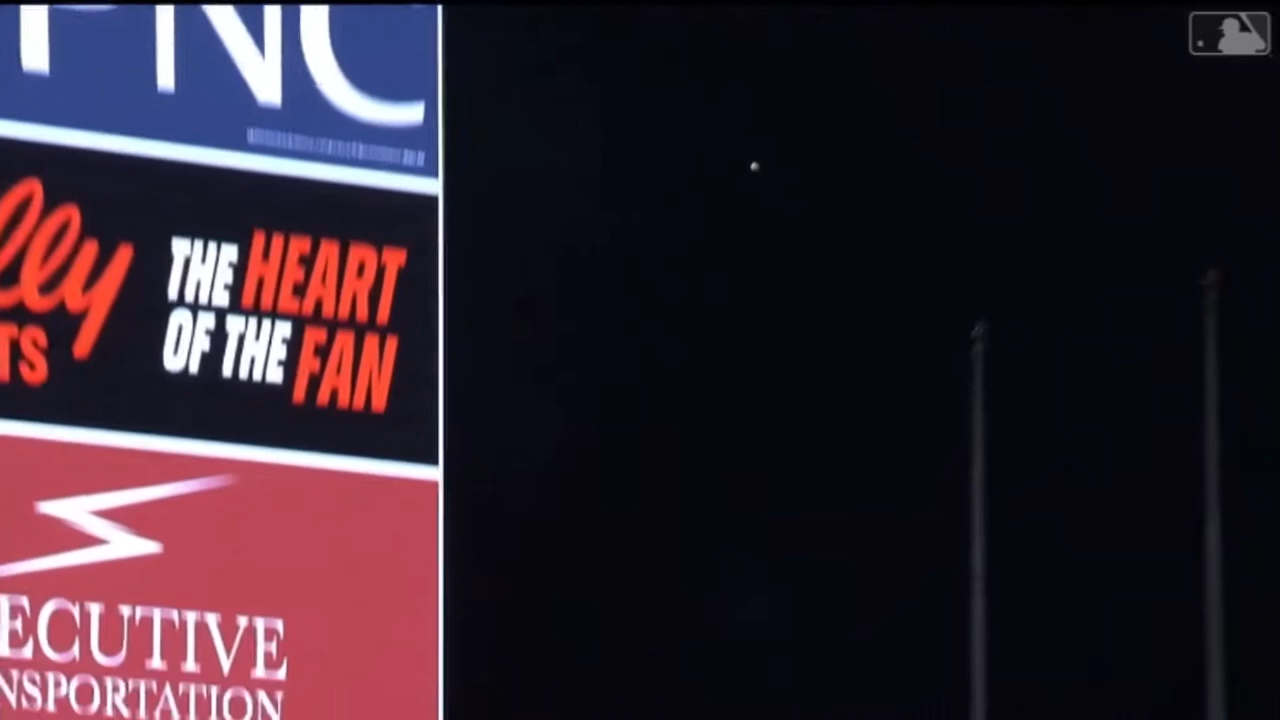 PNC
lly
TS
THE HEART
OF THE FAN
ECUTIVE
NSPORTATION